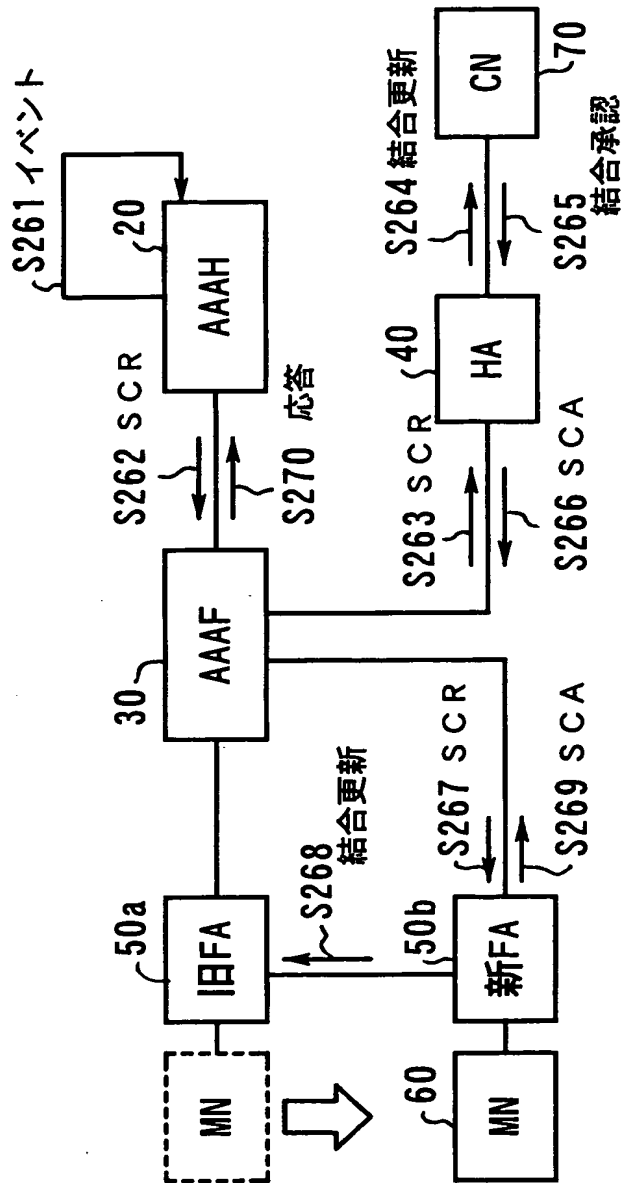 S261 イベント
20
AAAH
S262 SCR
S270 応答
30
AAAF
50a
旧FA
MN
S268
結合更新
S264 結合更新
CN
70
S265
結合承認
40
HA
S263 SCR
S266 SCA
S267 SCR
S269 SCA
50b
新FA
60
MN